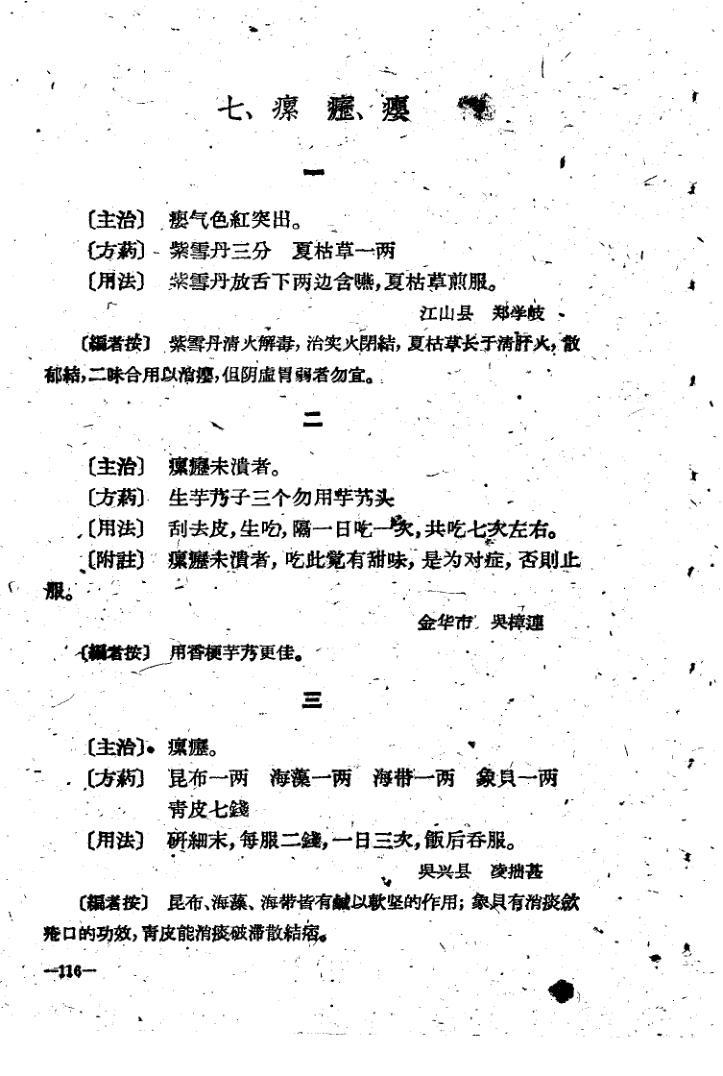 七、瘰癧、癭
一
〔主治〕 癭气色紅突出。
〔方葯〕 紫雪丹三分 夏枯草一两
〔用法〕 紫雪丹放舌下两边含嚥,夏枯草煎服。
江山县 郑学岐
〔編者按〕 紫雪丹清火解毒,治实火閉結,夏枯草长于清肝火,散
郁結,二味合用以治癭,但阴虛胃弱者勿宜。
二
〔主治〕 瘰癧未潰者。
〔方葯〕 生芋艿子三个勿用芋艿头
〔用法〕 刮去皮,生吃,隔一日吃一次,共吃七次左右。
〔附註〕 瘰癧未潰者,吃此覚有甜味,是为对症,否則止
服。
金华市 吳樟連
〔編者按〕 用香梗芋艿更佳。
三
〔主治〕 瘰癧。
〔方葯〕 昆布一两 海藻一两 海带一两 象貝一两
青皮七錢
〔用法〕 研細末,每服二錢,一日三次,飯后吞服。
吳兴县 凌拙甚
〔編者按〕 昆布、海藻、海带皆有鹹以軟坚的作用;象貝有消痰歛
疮口的功效,青皮能消痰破滞散結
—116—